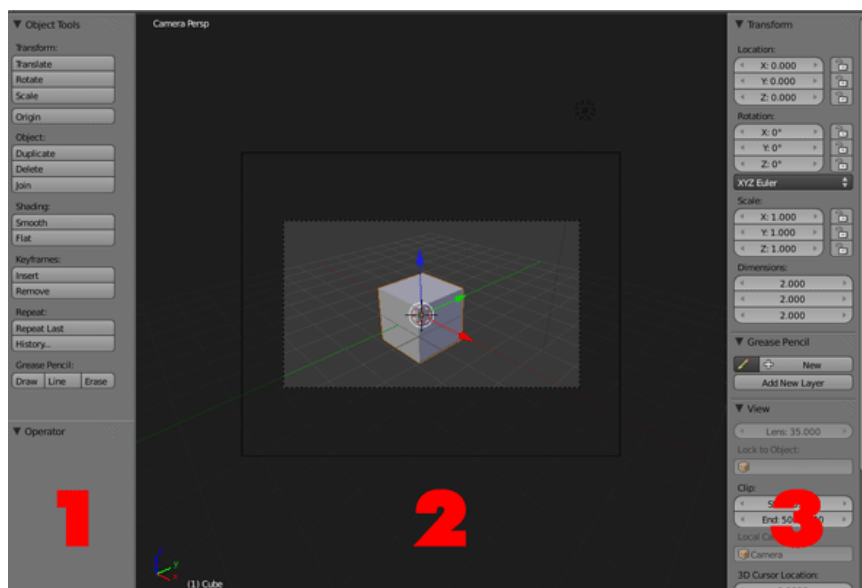 Object Tools
Transform:
Translate
Rotate
Scale
Origin
Object:
Duplicate
Delete
Join
Shading:
Smooth
Flat
Keyframes:
Insert
Remove
Repeat:
Repeat Last
History...
Grease Pencil:
Draw Line Erase
Operator
1
Camera Persp
2
z
y
x
(1) Cube
Transform
Location:
X: 0.000
Y: 0.000
Z: 0.000
Rotation:
X: 0°
Y: 0°
Z: 0°
XYZ Euler
Scale:
X: 1.000
Y: 1.000
Z: 1.000
Dimensions:
2.000
2.000
2.000
Grease Pencil
New
Add New Layer
View
Lens: 35.000
Lock to Object:
Clip:
End:
Local
Camera
3D Cursor Location:
3